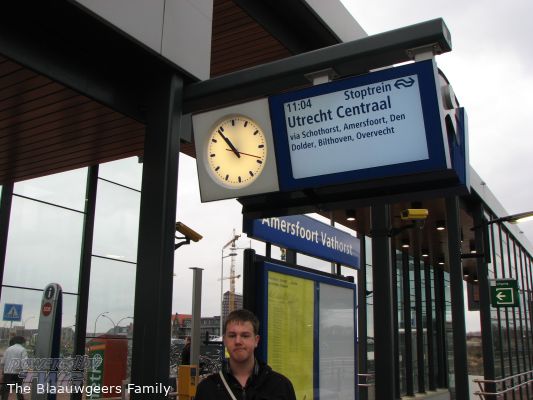 11:04 Stoptrein
Utrecht Centraal
via Schothorst, Amersfoort, Den
Dolder, Bilthoven, Overvecht
Amersfoort Vathorst
© The Blaauwgeers Family